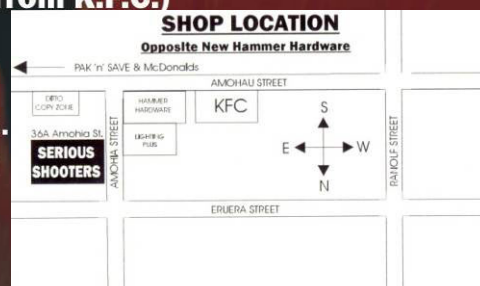 from K.F.C.)
SHOP LOCATION
Opposite New Hammer Hardware
PAK 'n' SAVE & McDonalds
AMOHAU STREET
DITTO
COPY ZONE
HAMMER
HARDWARE
KFC
LIGHTING
PLUS
36A Amohia St.
SERIOUS
SHOOTERS
AMOHIA STREET
S
E
W
N
RANOLF STREET
ERUERA STREET